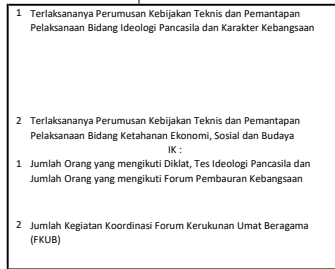 1 Terlaksananya Perumusan Kebijakan Teknis dan Pemantapan
Pelaksanaan Bidang Ideologi Pancasila dan Karakter Kebangsaan
2 Terlaksananya Perumusan Kebijakan Teknis dan Pemantapan
Pelaksanaan Bidang Ketahanan Ekonomi, Sosial dan Budaya
IK :
1 Jumlah Orang yang mengikuti Diklat, Tes Ideologi Pancasila dan
Jumlah Orang yang mengikuti Forum Pembauran Kebangsaan
2 Jumlah Kegiatan Koordinasi Forum Kerukunan Umat Beragama
(FKUB)